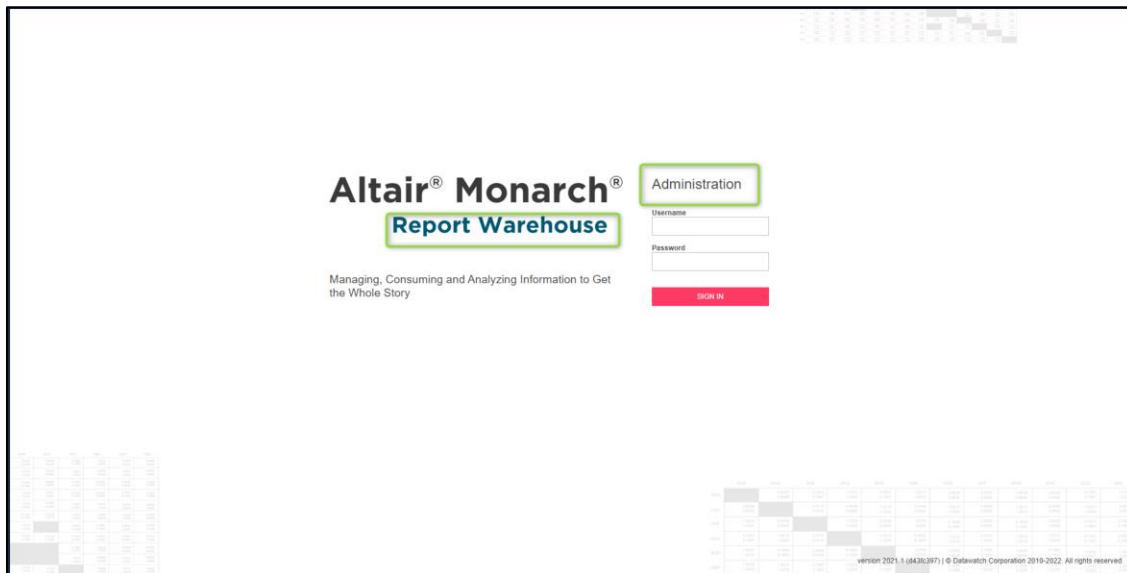 Altair® Monarch®
Report Warehouse
Managing, Consuming and Analyzing Information to Get
the Whole Story
Administration
Username
Password
SIGN IN
version 2021.1 (d43fc397) | © Datawatch Corporation 2010-2022. All rights reserved